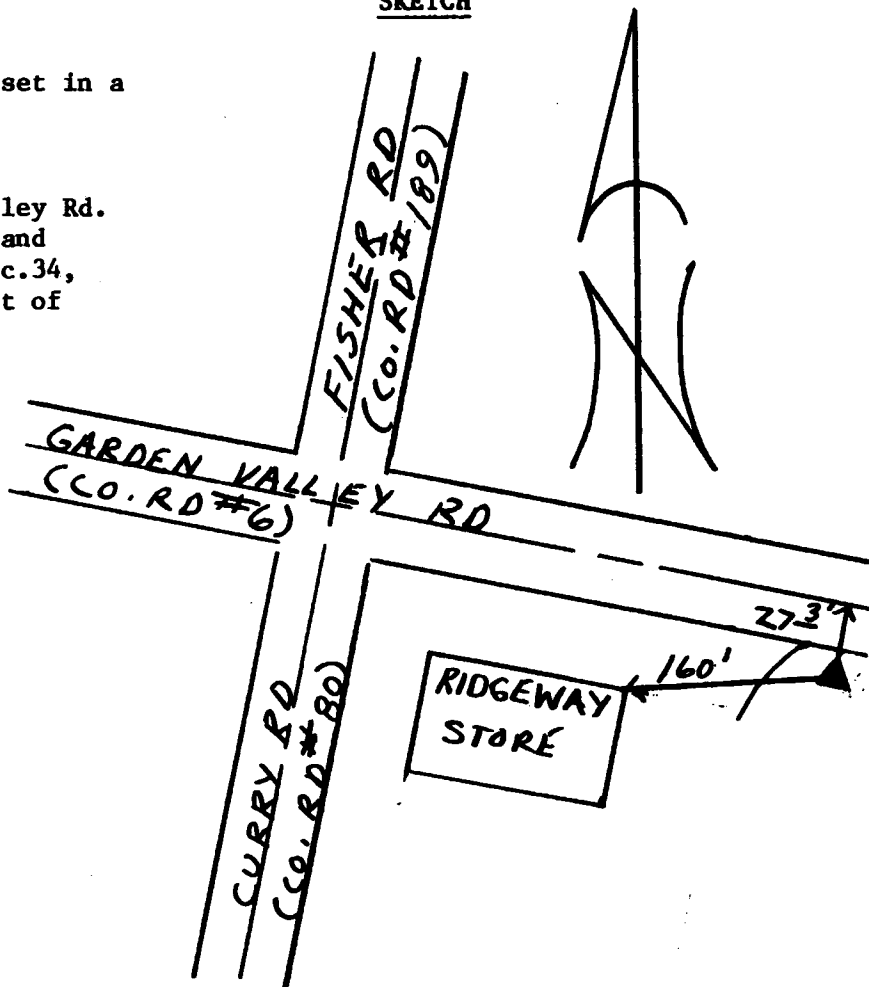 SKETCH
set in a
ley Rd.
and
c.34,
t of
FISHER RD
(CO. RD # 189)
GARDEN VALLEY RD
(CO. RD #6)
27.3'
160'
RIDGEWAY
STORE
CURRY RD
(CO. RD # 80)